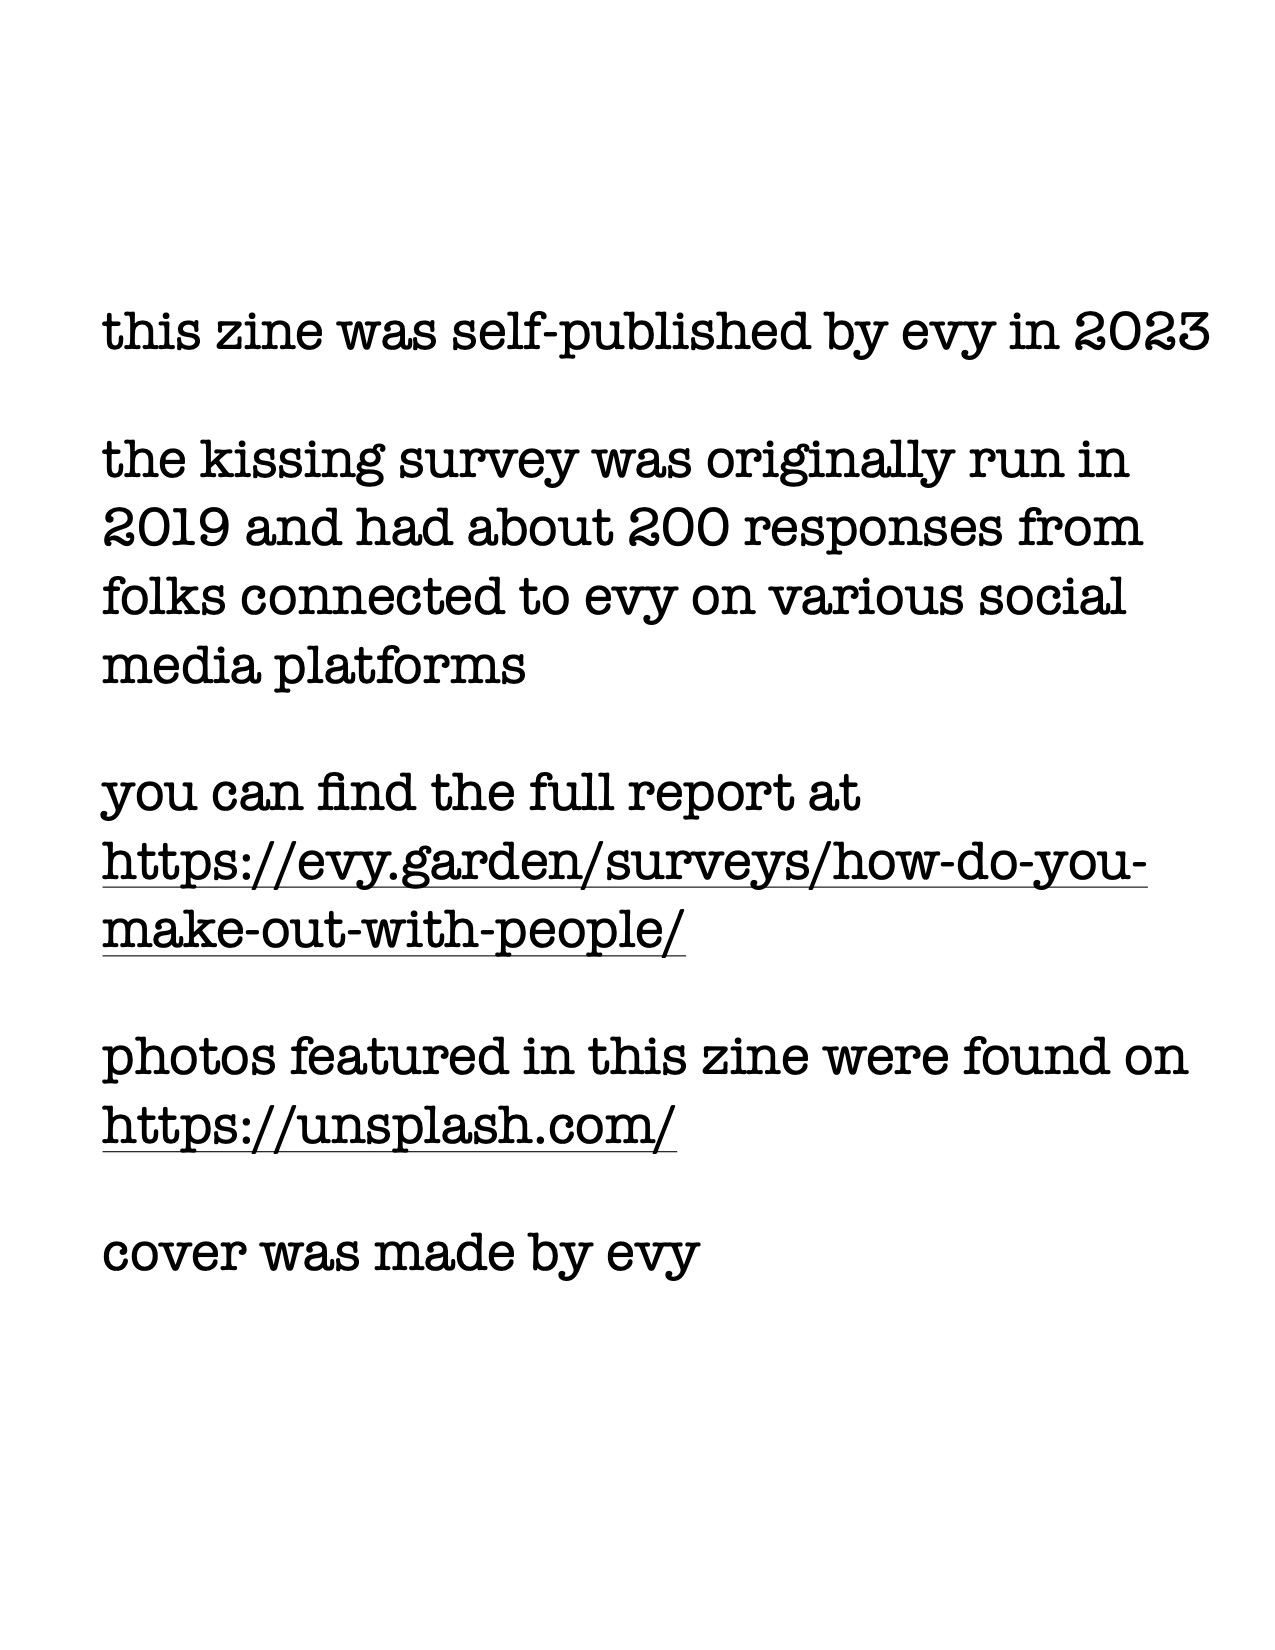 this zine was self-published by evy in 2023
the kissing survey was originally run in
2019 and had about 200 responses from
folks connected to evy on various social
media platforms
you can find the full report at
https://evy.garden/surveys/how-do-you-
make-out-with-people/
photos featured in this zine were found on
https://unsplash.com/
cover was made by evy